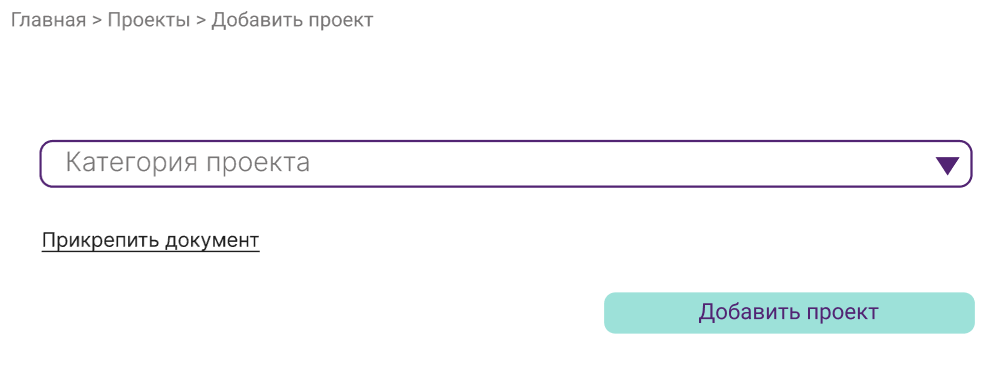 Главная > Проекты > Добавить проект
Категория проекта
Прикрепить документ
Добавить проект